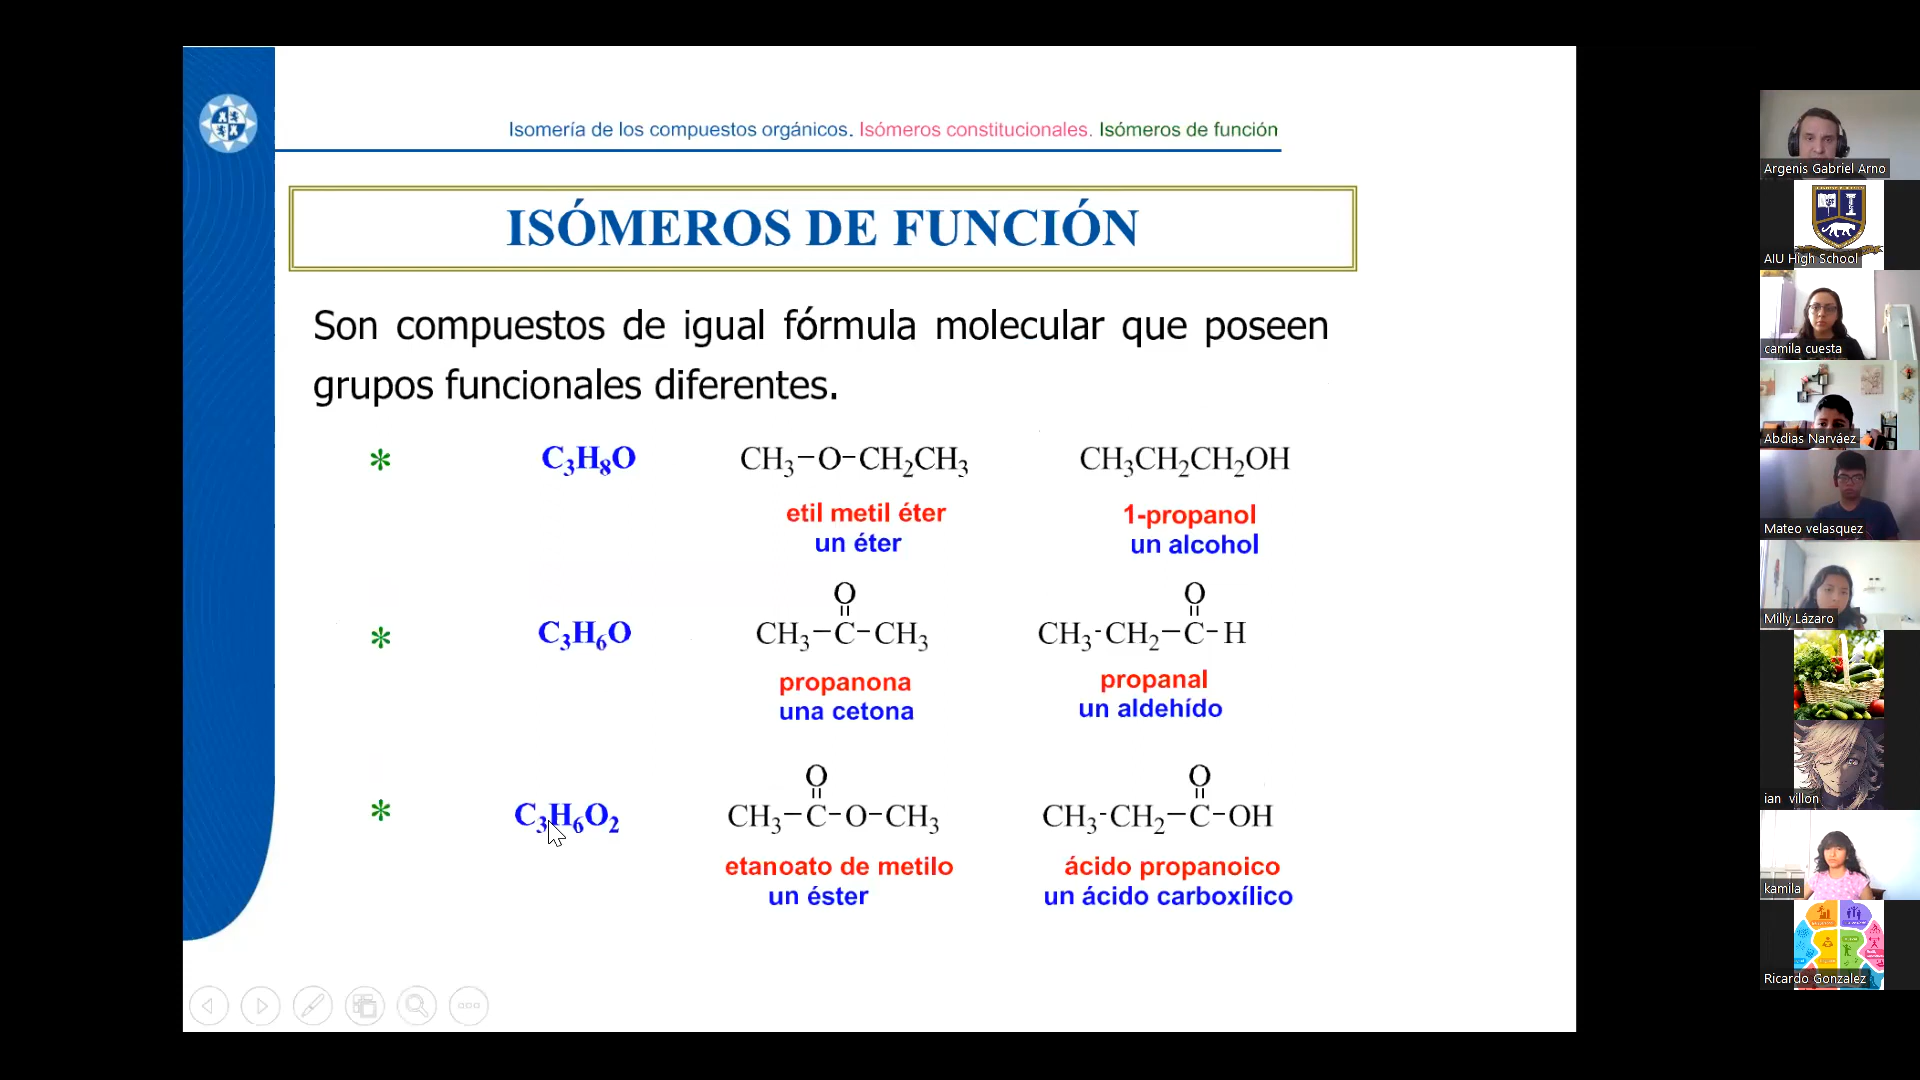 Isomería de los compuestos orgánicos. Isómeros constitucionales. Isómeros de función
ISÓMEROS DE FUNCIÓN
Son compuestos de igual fórmula molecular que poseen
grupos funcionales diferentes.
* C₃H₈O CH₃–O–CH₂CH₃ CH₃CH₂CH₂OH
etil metil éter 1-propanol
un éter un alcohol
O O
* C₃H₆O CH₃–C–CH₃ CH₃-CH₂–C–H
propanona propanal
una cetona un aldehído
O O
* C₃H₆O₂ CH₃–C–O–CH₃ CH₃-CH₂–C–OH
etanoato de metilo ácido propanoico
un éster un ácido carboxílico
Argenis Gabriel Arno
AIU High School
camila cuesta
Abdías Narváez
Mateo velasquez
Milly Lázaro
ian villon
kamila
Ricardo Gonzalez